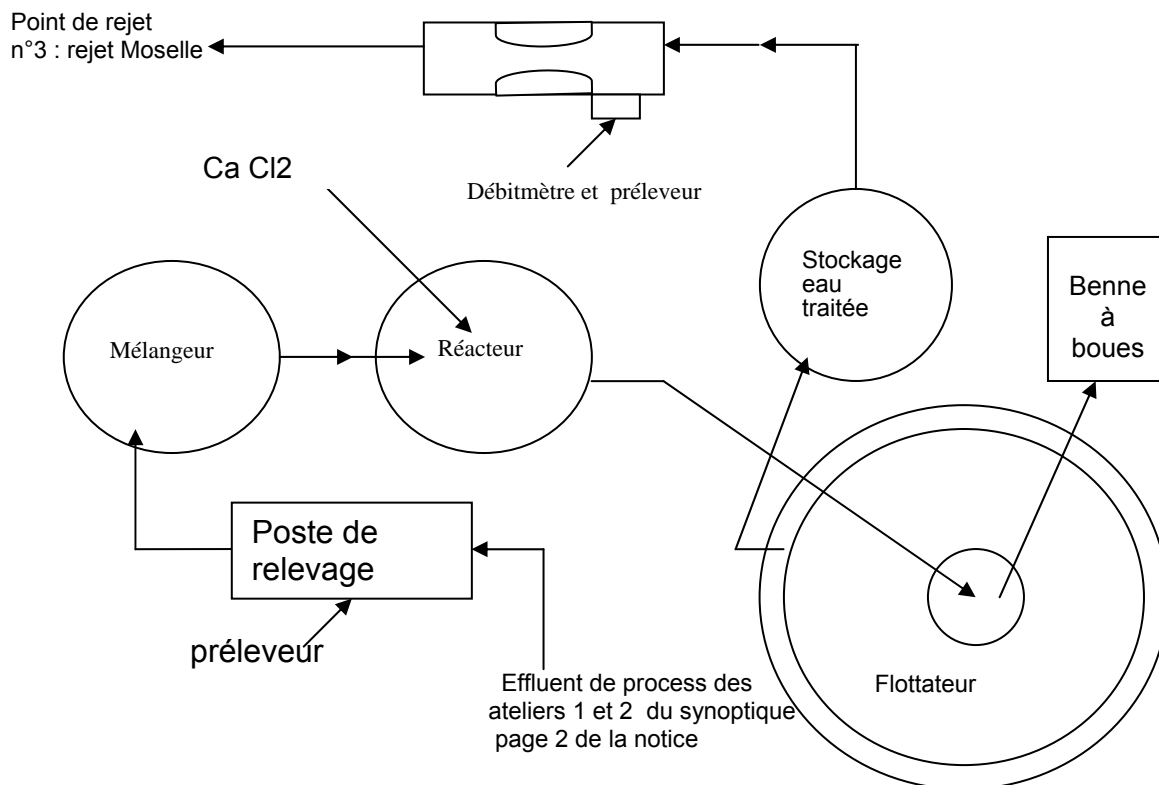 Point de rejet
n°3 : rejet Moselle
Ca Cl2
Débitmètre et préleveur
Stockage
eau
traitée
Benne
à
boues
Mélangeur
Réacteur
Poste de
relevage
préleveur
Effluent de process des
ateliers 1 et 2 du synoptique
page 2 de la notice
Flottateur